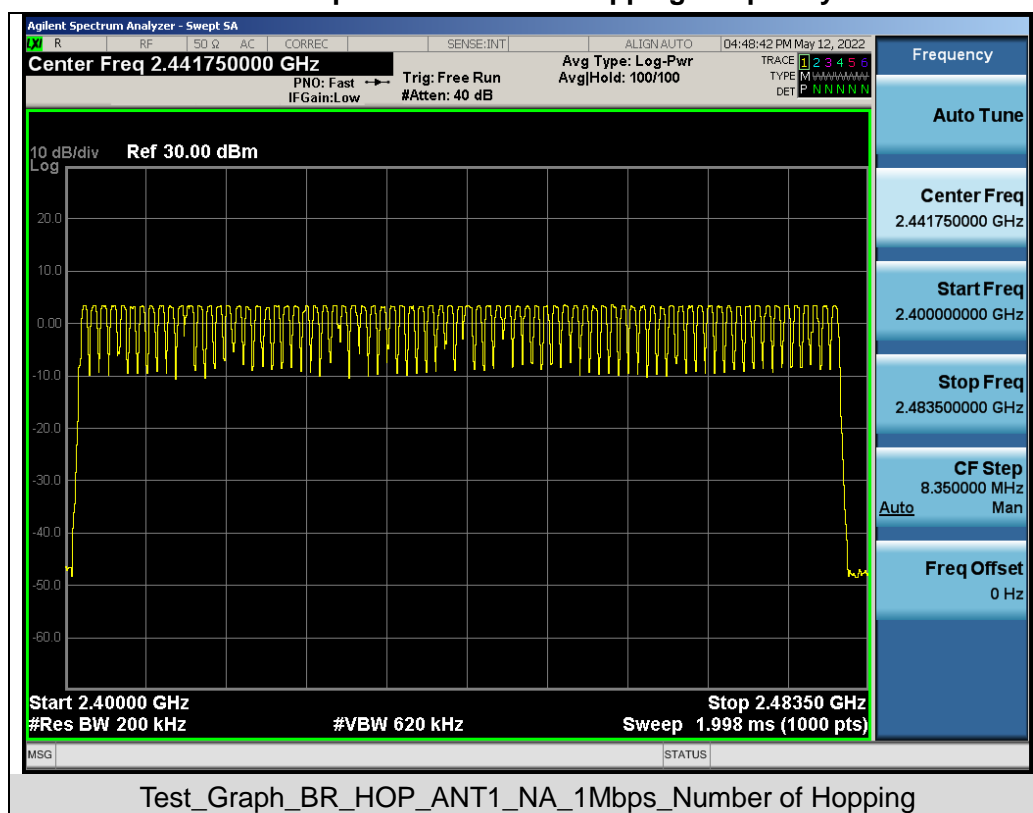 Agilent Spectrum Analyzer - Swept SA
LXI R RF 50 Ω AC CORREC SENSE:INT ALIGN AUTO 04:48:42 PM May 12, 2022
Center Freq 2.441750000 GHz
PNO: Fast
IFGain:Low
Trig: Free Run
#Atten: 40 dB
Avg Type: Log-Pwr
Avg|Hold: 100/100
TRACE 1 2 3 4 5 6
TYPE M WWWWW
DET P N N N N N
10 dB/div Ref 30.00 dBm
Log
20.0
10.0
0.00
-10.0
-20.0
-30.0
-40.0
-50.0
-60.0
Start 2.40000 GHz Stop 2.48350 GHz
#Res BW 200 kHz #VBW 620 kHz Sweep 1.998 ms (1000 pts)
MSG STATUS
Frequency
Auto Tune
Center Freq
2.441750000 GHz
Start Freq
2.400000000 GHz
Stop Freq
2.483500000 GHz
CF Step
8.350000 MHz
Auto Man
Freq Offset
0 Hz
Test_Graph_BR_HOP_ANT1_NA_1Mbps_Number of Hopping